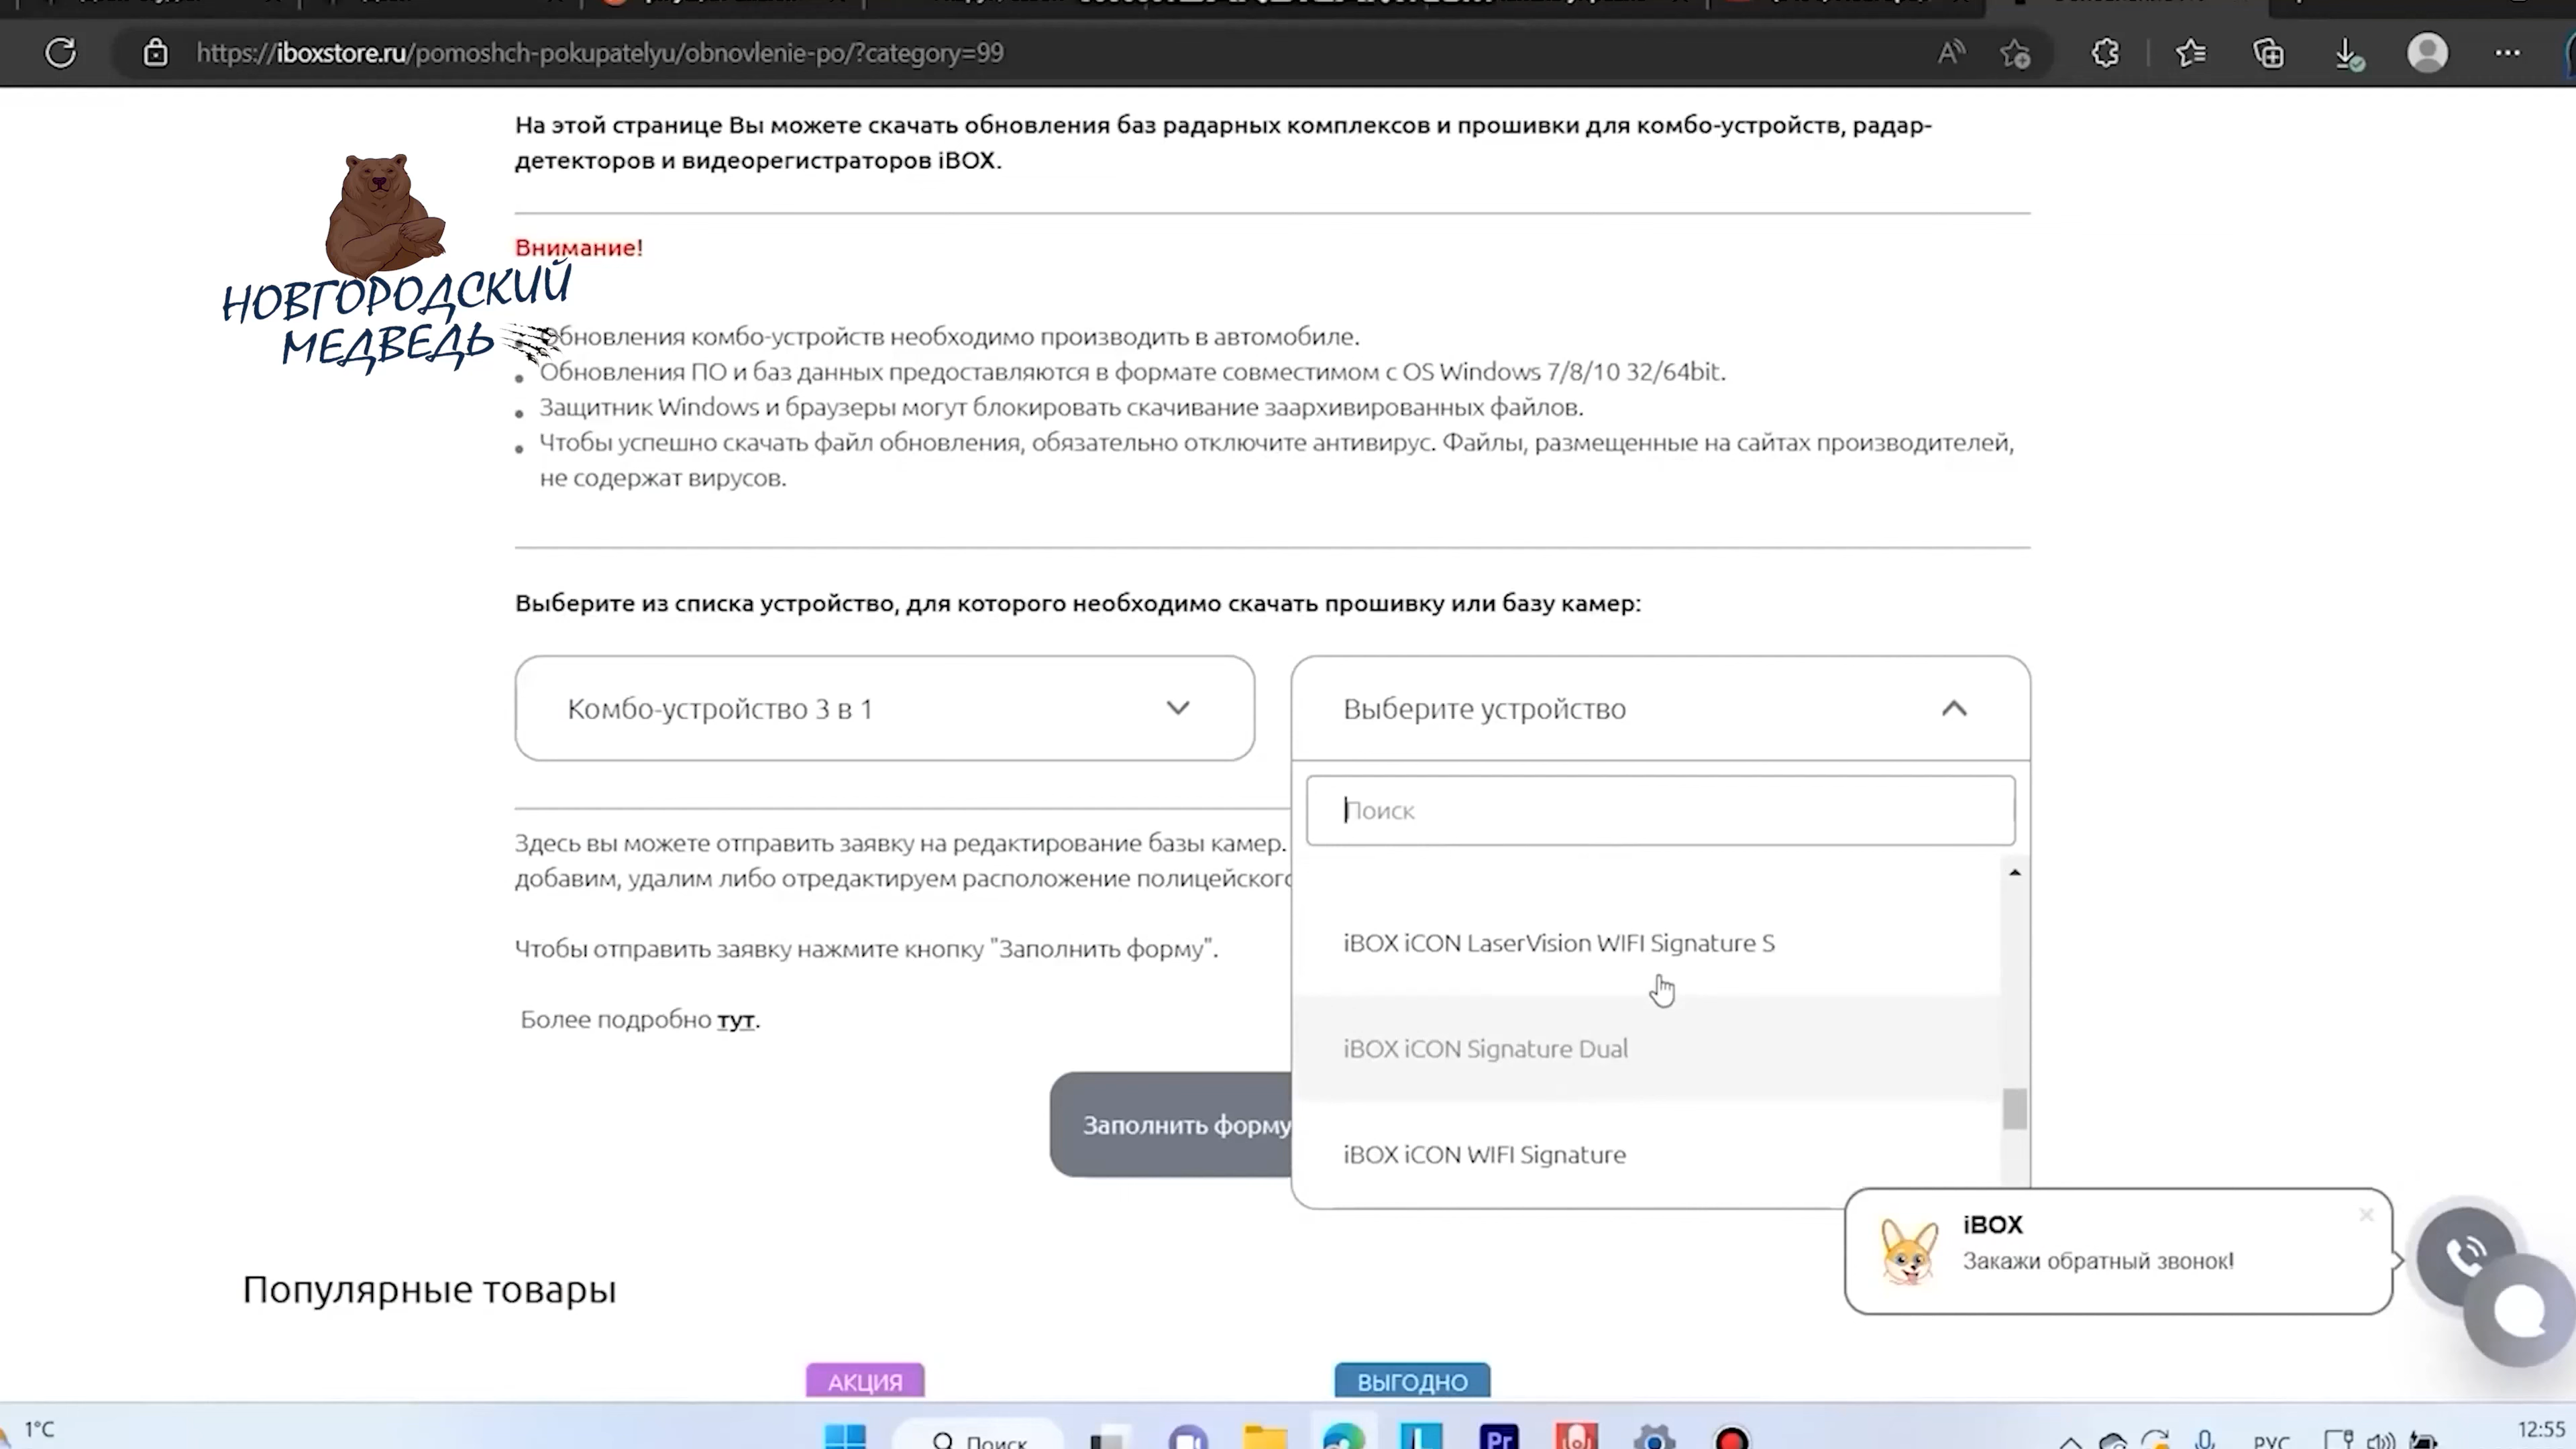 https://iboxstore.ru/pomoshch-pokupatelyu/obnovlenie-po/?category=99
На этой странице Вы можете скачать обновления баз радарных комплексов и прошивки для комбо-устройств, радар-
детекторов и видеорегистраторов iBOX.
Внимание!
НОВГОРОДСКИЙ
МЕДВЕДЬ
Обновления комбо-устройств необходимо производить в автомобиле.
Обновления ПО и баз данных предоставляются в формате совместимом с OS Windows 7/8/10 32/64bit.
Защитник Windows и браузеры могут блокировать скачивание заархивированных файлов.
Чтобы успешно скачать файл обновления, обязательно отключите антивирус. Файлы, размещенные на сайтах производителей,
не содержат вирусов.
Выберите из списка устройство, для которого необходимо скачать прошивку или базу камер:
Комбо-устройство 3 в 1
Выберите устройство
Поиск
Здесь вы можете отправить заявку на редактирование базы камер.
добавим, удалим либо отредактируем расположение полицейского
iBOX iCON LaserVision WIFI Signature S
Чтобы отправить заявку нажмите кнопку "Заполнить форму".
Более подробно тут.
iBOX iCON Signature Dual
Заполнить форму
iBOX iCON WIFI Signature
iBOX
Закажи обратный звонок!
Популярные товары
АКЦИЯ
ВЫГОДНО
1°C
Поиск
Pr
РУС
12:55